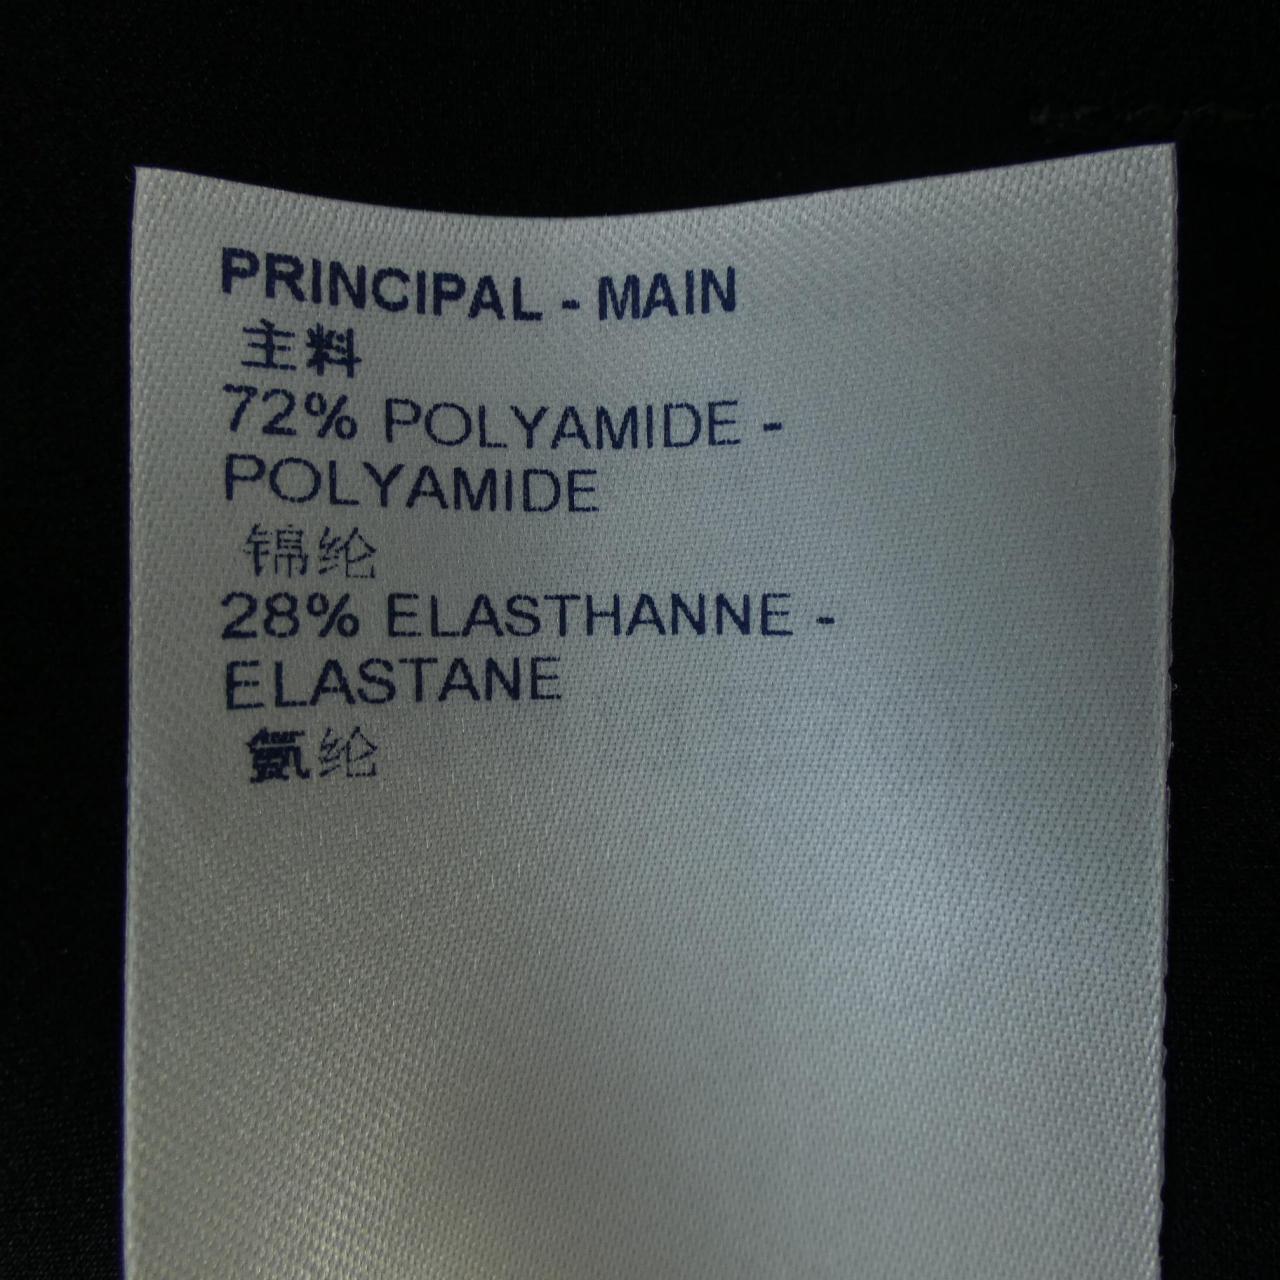 PRINCIPAL - MAIN
主料
72% POLYAMIDE -
POLYAMIDE
锦纶
28% ELASTHANNE -
ELASTANE
氨纶